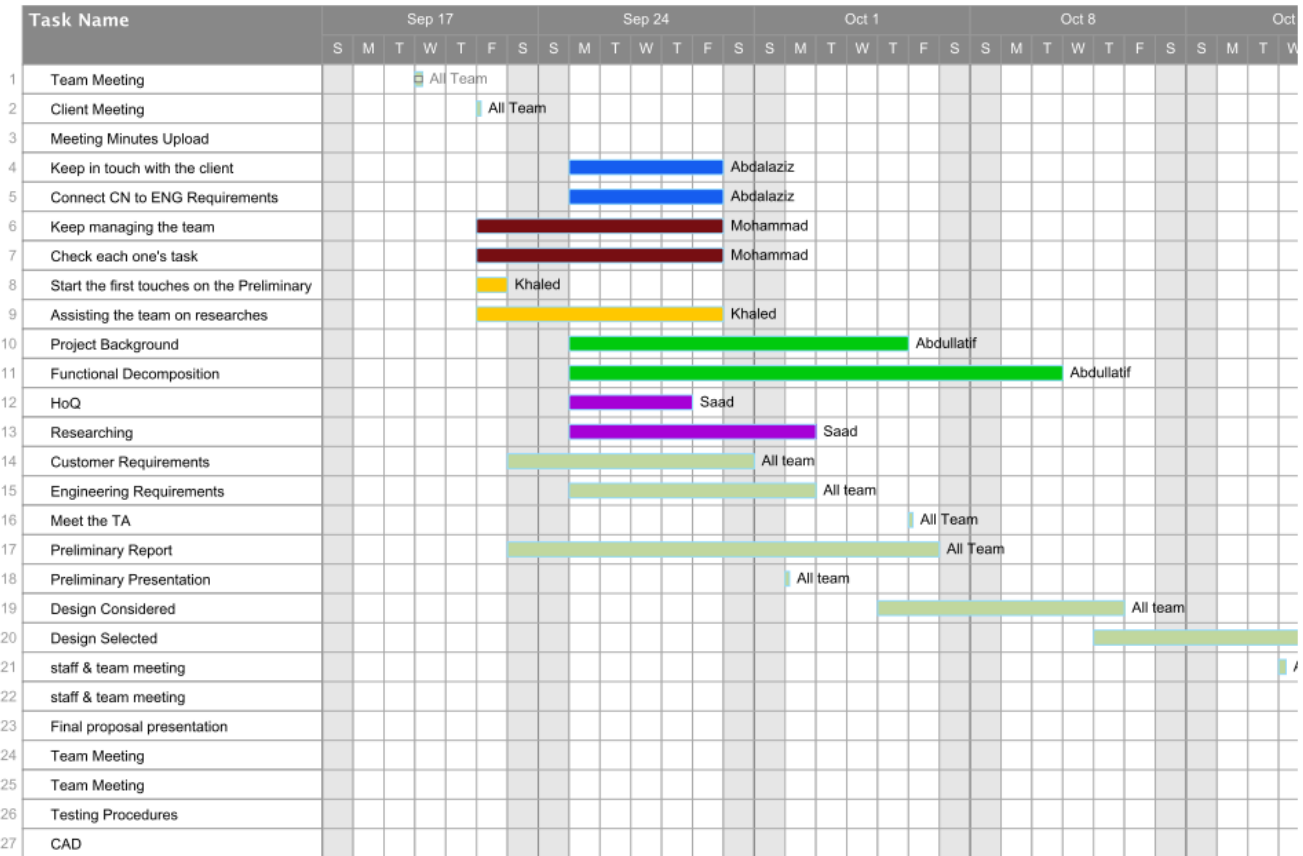 Task Name
Sep 17 Sep 24 Oct 1 Oct 8 Oct
S M T W T F S S M T W T F S S M T W T F S S M T W T F S S M T W
1 Team Meeting All Team
2 Client Meeting All Team
3 Meeting Minutes Upload
4 Keep in touch with the client Abdalaziz
5 Connect CN to ENG Requirements Abdalaziz
6 Keep managing the team Mohammad
7 Check each one's task Mohammad
8 Start the first touches on the Preliminary Khaled
9 Assisting the team on researches Khaled
10 Project Background Abdullatif
11 Functional Decomposition Abdullatif
12 HoQ Saad
13 Researching Saad
14 Customer Requirements All team
15 Engineering Requirements All team
16 Meet the TA All Team
17 Preliminary Report All Team
18 Preliminary Presentation All team
19 Design Considered All team
20 Design Selected
21 staff & team meeting
22 staff & team meeting
23 Final proposal presentation
24 Team Meeting
25 Team Meeting
26 Testing Procedures
27 CAD